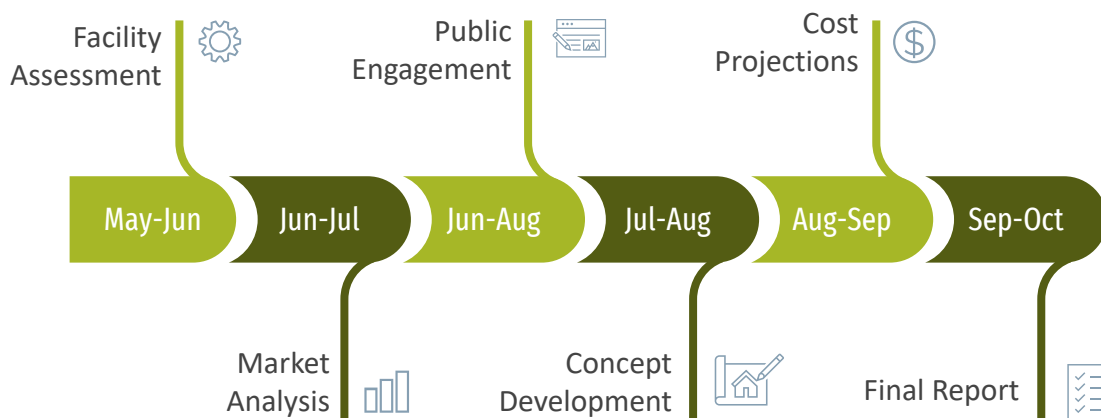 Facility
Assessment
Public
Engagement
Cost
Projections
$
May-Jun
Jun-Jul
Jun-Aug
Jul-Aug
Aug-Sep
Sep-Oct
Market
Analysis
Concept
Development
Final Report